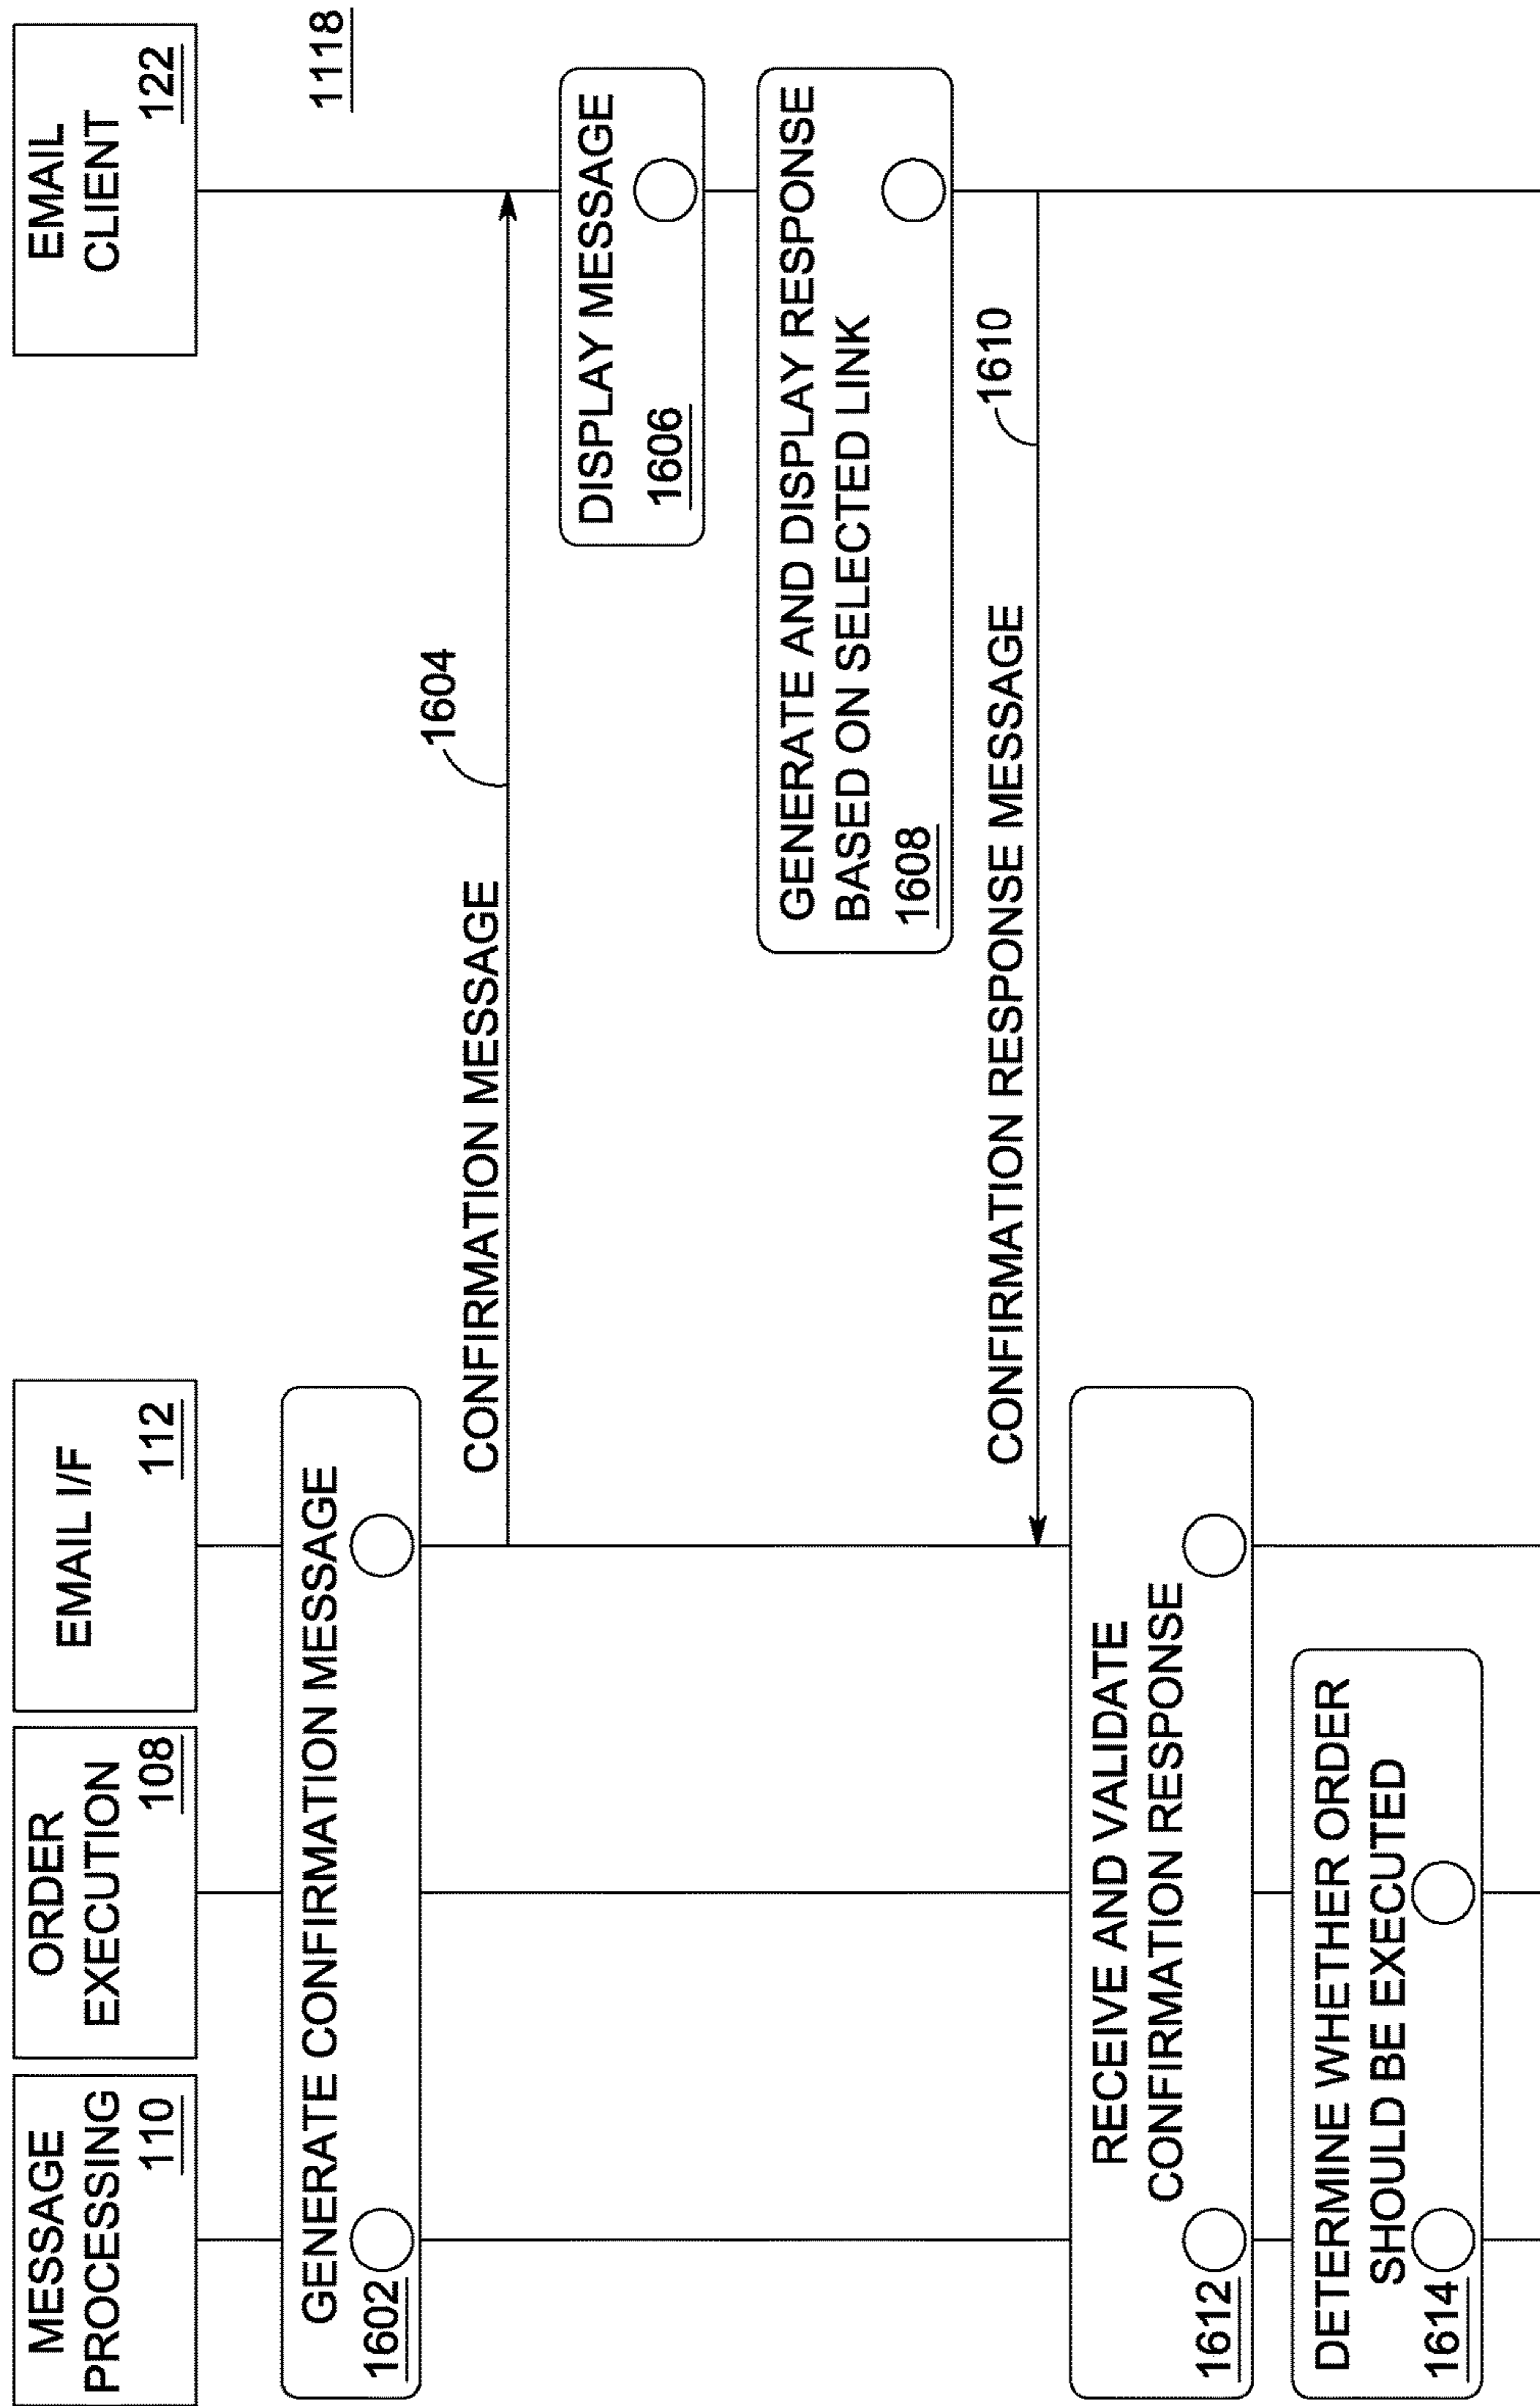 MESSAGE
PROCESSING
110
ORDER
EXECUTION
108
EMAIL I/F
112
EMAIL
CLIENT
122
1118
GENERATE CONFIRMATION MESSAGE
1602
1604
CONFIRMATION MESSAGE
DISPLAY MESSAGE
1606
GENERATE AND DISPLAY RESPONSE
BASED ON SELECTED LINK
1608
1610
CONFIRMATION RESPONSE MESSAGE
RECEIVE AND VALIDATE
CONFIRMATION RESPONSE
1612
DETERMINE WHETHER ORDER
SHOULD BE EXECUTED
1614